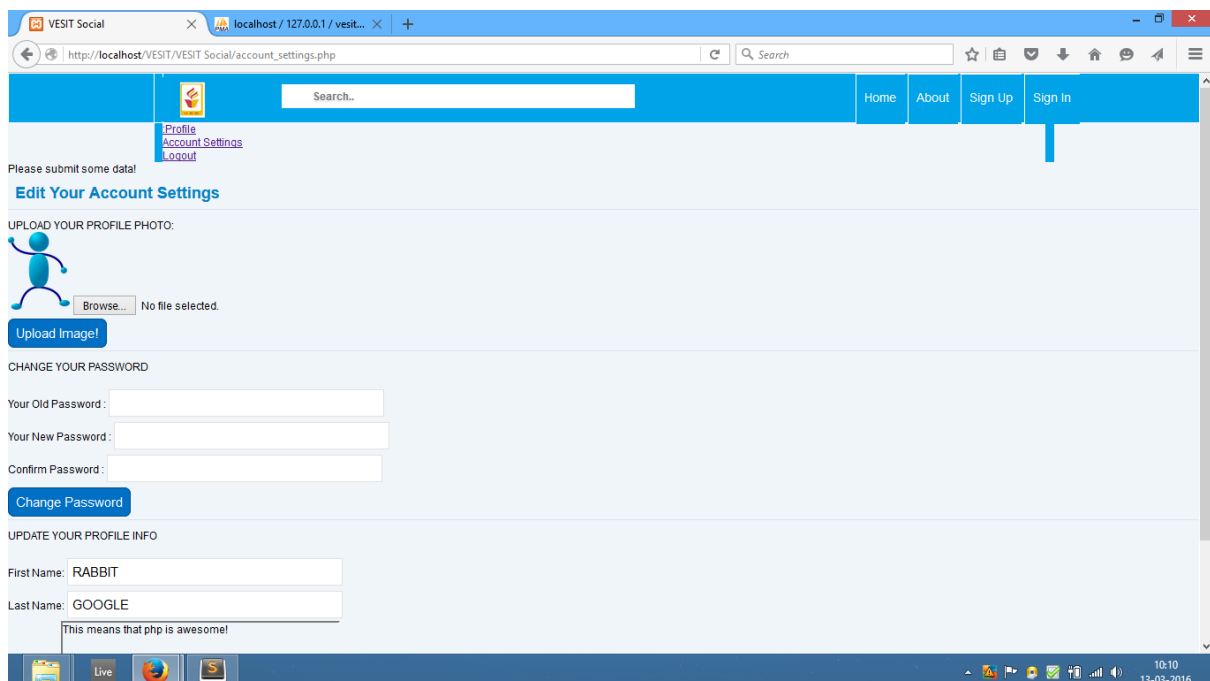 VESIT Social
localhost / 127.0.0.1 / vesit...
http://localhost/VESIT/VESIT Social/account_settings.php
Search
Search..
Home
About
Sign Up
Sign In
Profile
Account Settings
Logout
Please submit some data!
Edit Your Account Settings
UPLOAD YOUR PROFILE PHOTO:
Browse... No file selected.
Upload Image!
CHANGE YOUR PASSWORD
Your Old Password :
Your New Password :
Confirm Password :
Change Password
UPDATE YOUR PROFILE INFO
First Name: RABBIT
Last Name: GOOGLE
This means that php is awesome!
Live
10:10
13-03-2016